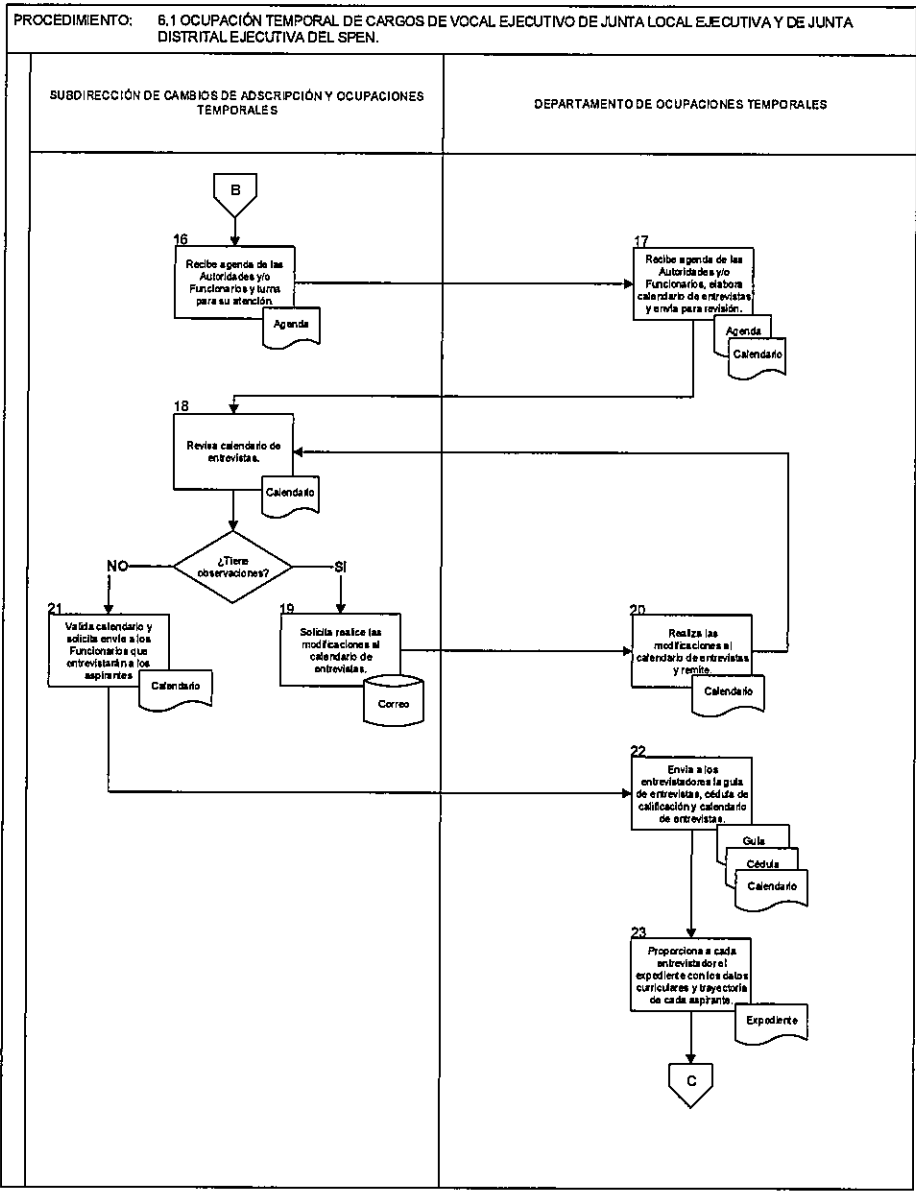 PROCEDIMIENTO: 6.1 OCUPACIÓN TEMPORAL DE CARGOS DE VOCAL EJECUTIVO DE JUNTA LOCAL EJECUTIVA Y DE JUNTA
DISTRITAL EJECUTIVA DEL SPEN.
SUBDIRECCIÓN DE CAMBIOS DE ADSCRIPCIÓN Y OCUPACIONES
TEMPORALES
DEPARTAMENTO DE OCUPACIONES TEMPORALES
B
16
Recibe agenda de las
Autoridades y/o
Funcionarios y turna
para su atención.
Agenda
17
Recibe agenda de las
Autoridades y/o
Funcionarios, elabora
calendario de entrevistas
y envía para revisión.
Agenda
Calendario
18
Revisa calendario de
entrevistas.
Calendario
¿Tiene
observaciones?
NO
SÍ
21
Valida calendario y
solicita envíe a los
Funcionarios que
entrevistarán a los
aspirantes
Calendario
19
Solicita realice las
modificaciones al
calendario de
entrevistas.
Correo
20
Realiza las
modificaciones al
calendario de entrevistas
y remite.
Calendario
22
Envía a los
entrevistadores la guía
de entrevistas, cédula de
calificación y calendario
de entrevistas.
Guía
Cédula
Calendario
23
Proporciona a cada
entrevistador el
expediente con los datos
curriculares y trayectoria
de cada aspirante.
Expediente
C